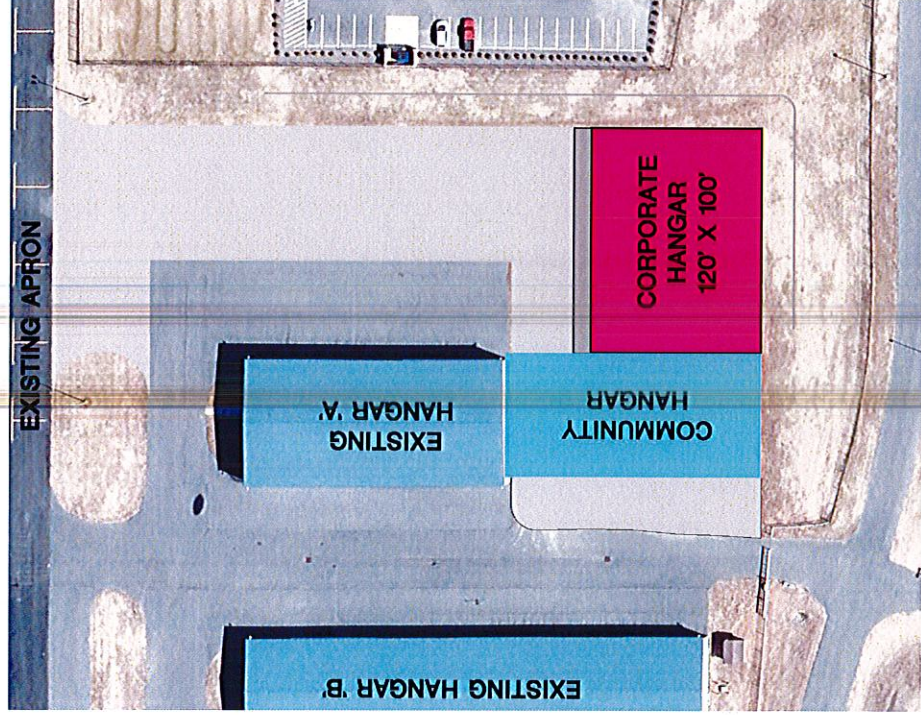 EXISTING APRON
CORPORATE
HANGAR
120' X 100'
EXISTING
HANGAR 'A'
COMMUNITY
HANGAR
EXISTING HANGAR 'B'